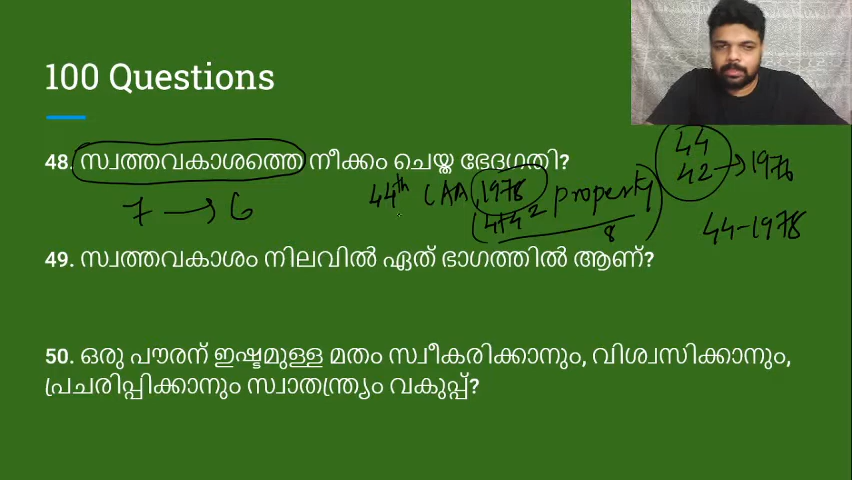 100 Questions
48. സ്വത്തവകാശത്തെ നീക്കം ചെയ്ത ഭേദഗതി?
44
42 → 1976
44th CAA, 1978 property
7 → 6
44-1978
8
49. സ്വത്തവകാശം നിലവിൽ ഏത് ഭാഗത്തിൽ ആണ്?
50. ഒരു പൗരന് ഇഷ്ടമുള്ള മതം സ്വീകരിക്കാനും, വിശ്വസിക്കാനും,
പ്രചരിപ്പിക്കാനും സ്വാതന്ത്ര്യം വകുപ്പ്?